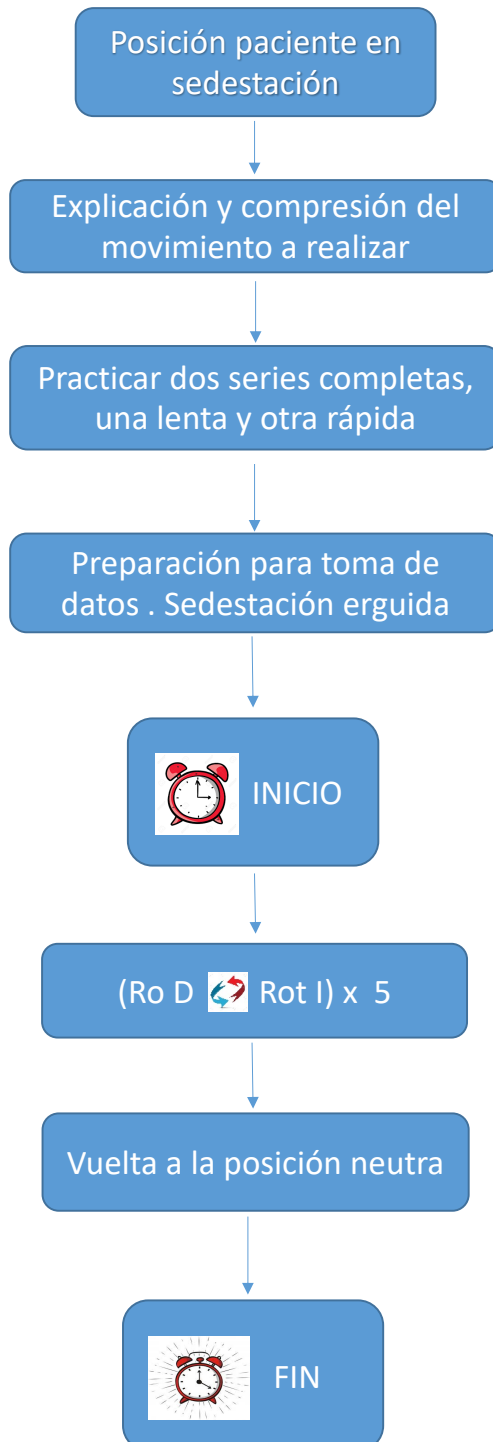 Posición paciente en
sedestación
Explicación y compresión del
movimiento a realizar
Practicar dos series completas,
una lenta y otra rápida
Preparación para toma de
datos . Sedestación erguida
INICIO
(Ro D Rot I) x 5
Vuelta a la posición neutra
FIN